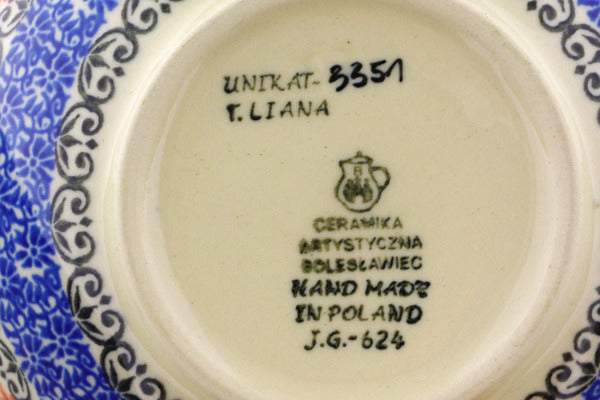 UNIKAT-3351
T. LIANA
B
CERAMIKA
ARTYSTYCZNA
BOLESŁAWIEC
HAND MADE
IN POLAND
J.G.-624